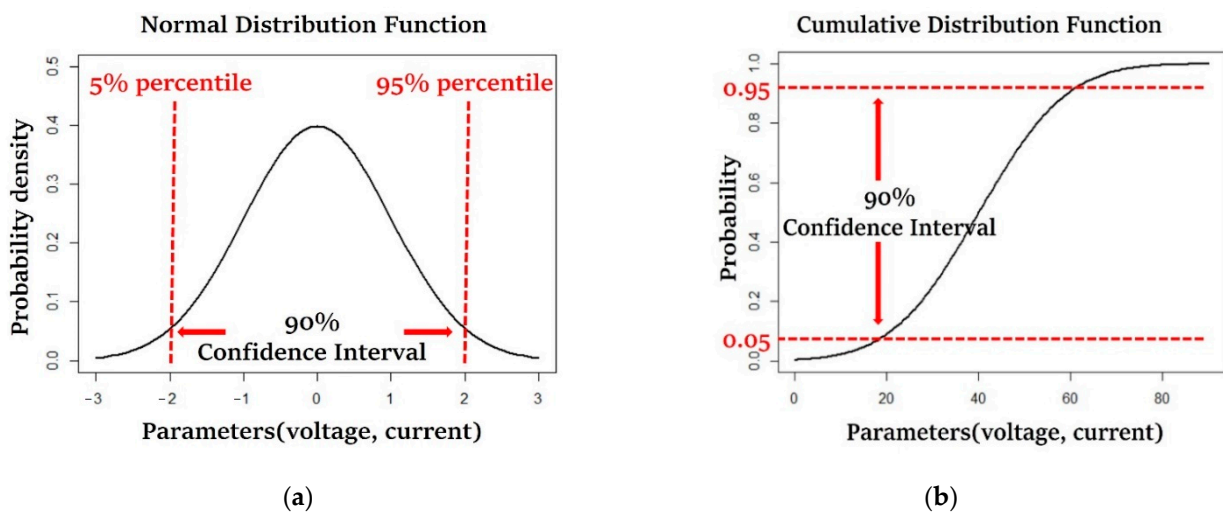 Normal Distribution Function
Probability density
0.5
0.4
0.3
0.2
0.1
0.0
5% percentile
95% percentile
90%
Confidence Interval
−3
−2
−1
0
1
2
3
Parameters(voltage, current)
(a)
Cumulative Distribution Function
Probability
1.0
0.95
0.8
0.6
0.4
0.2
0.05
0.0
90%
Confidence Interval
0
20
40
60
80
Parameters(voltage, current)
(b)